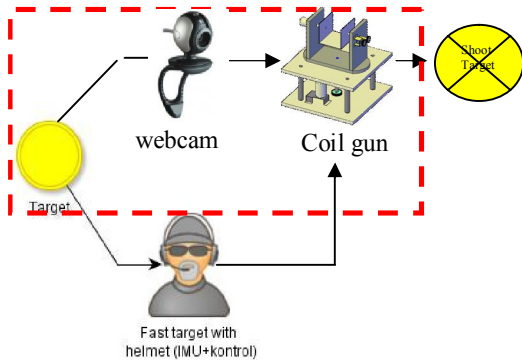 Shoot
Target
webcam
Coil gun
Target
Fast target with
helmet (IMU+kontrol)